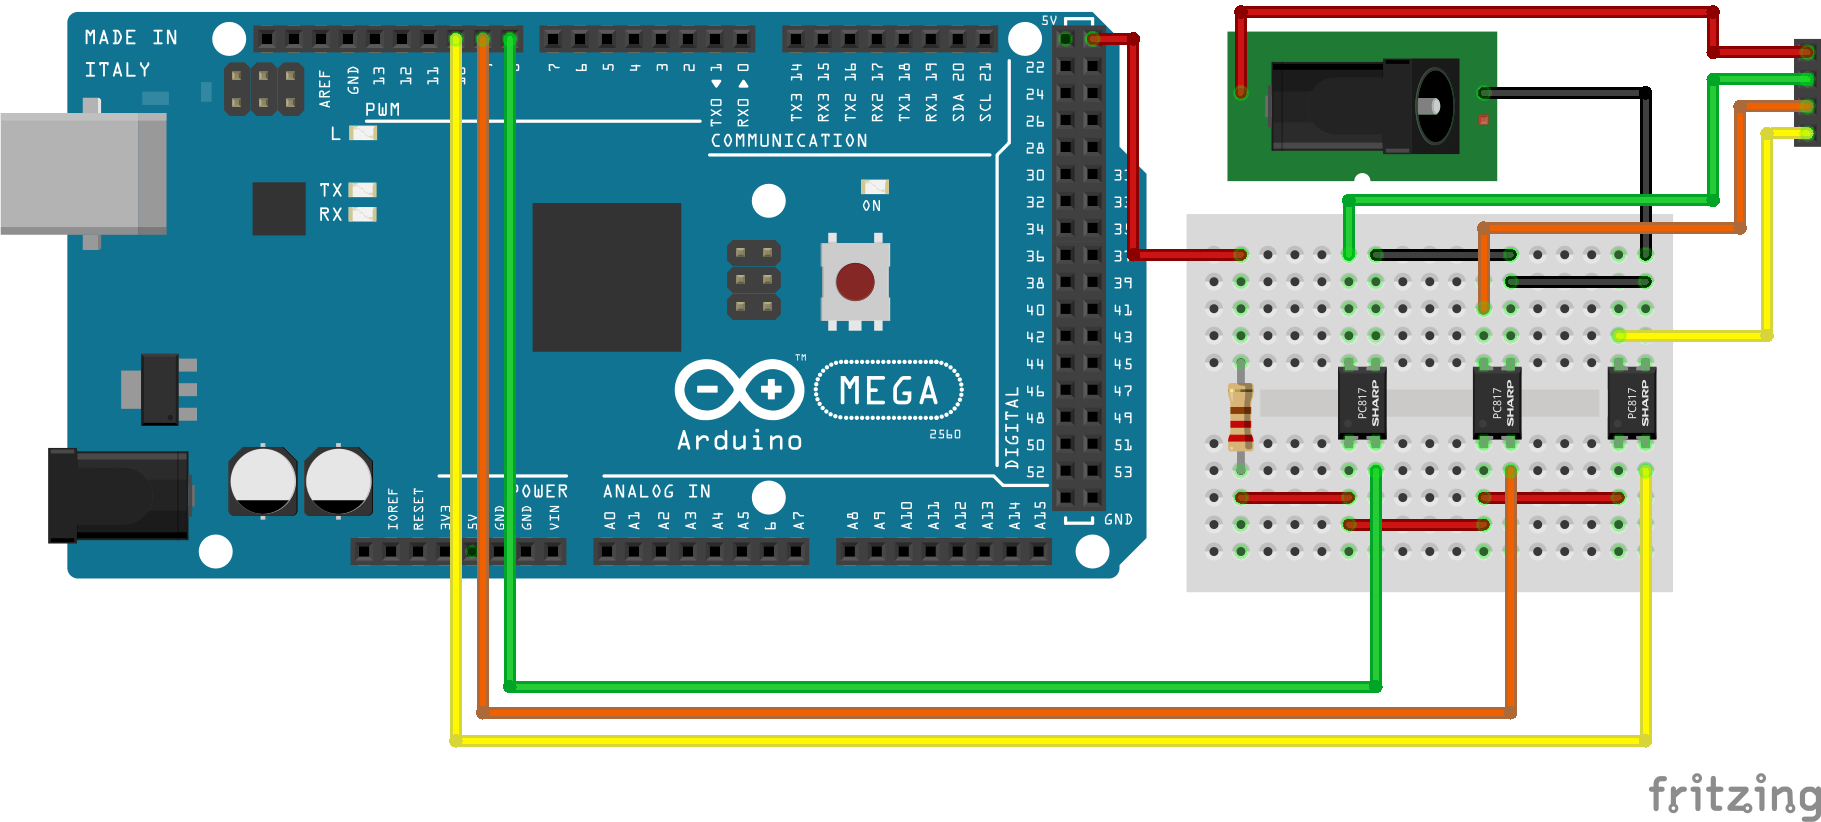 MADE IN
ITALY
AREF
GND
13
12
11
10
8
7
6
5
4
3
2
TX0 1
RX0 0
TX3 14
RX3 15
TX2 16
RX2 17
TX1 18
RX1 19
SDA 20
SCL 21
5V
PWM
L
COMMUNICATION
TX
RX
ON
22
24
26
28
30 31
32 33
34 35
36 37
38 39
40 41
42 43
44 45
46 47
48 49
50 51
52 53
DIGITAL
GND
TM
MEGA
Arduino
2560
POWER
ANALOG IN
IOREF
RESET
3V3
5V
GND
GND
VIN
A0
A1
A2
A3
A4
A5
6
A7
A8
A9
A10
A11
A12
A13
A14
A15
PC817
SHARP
PC817
SHARP
PC817
SHARP
fritzing